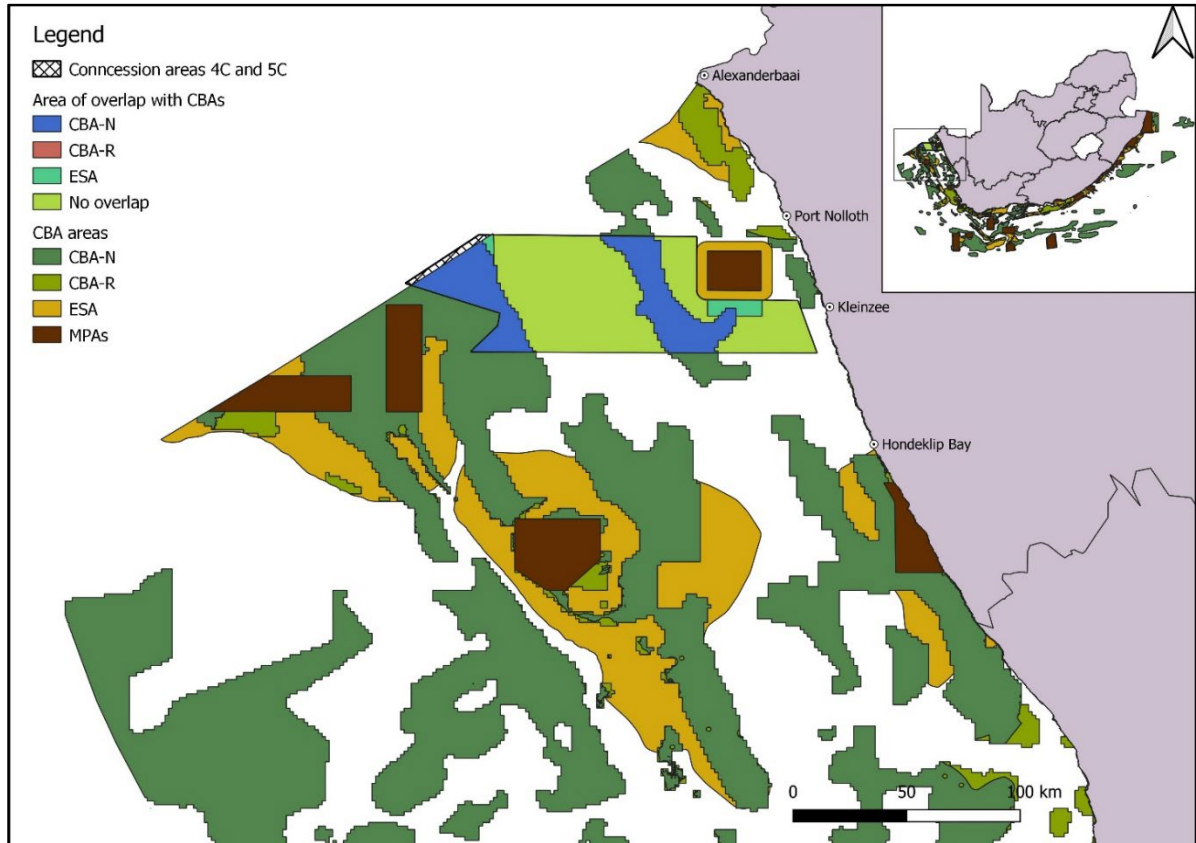 Legend
Conncession areas 4C and 5C
Area of overlap with CBAs
CBA-N
CBA-R
ESA
No overlap
CBA areas
CBA-N
CBA-R
ESA
MPAs
Alexanderbaai
Port Nolloth
Kleinzee
Hondeklip Bay
0 50 100 km